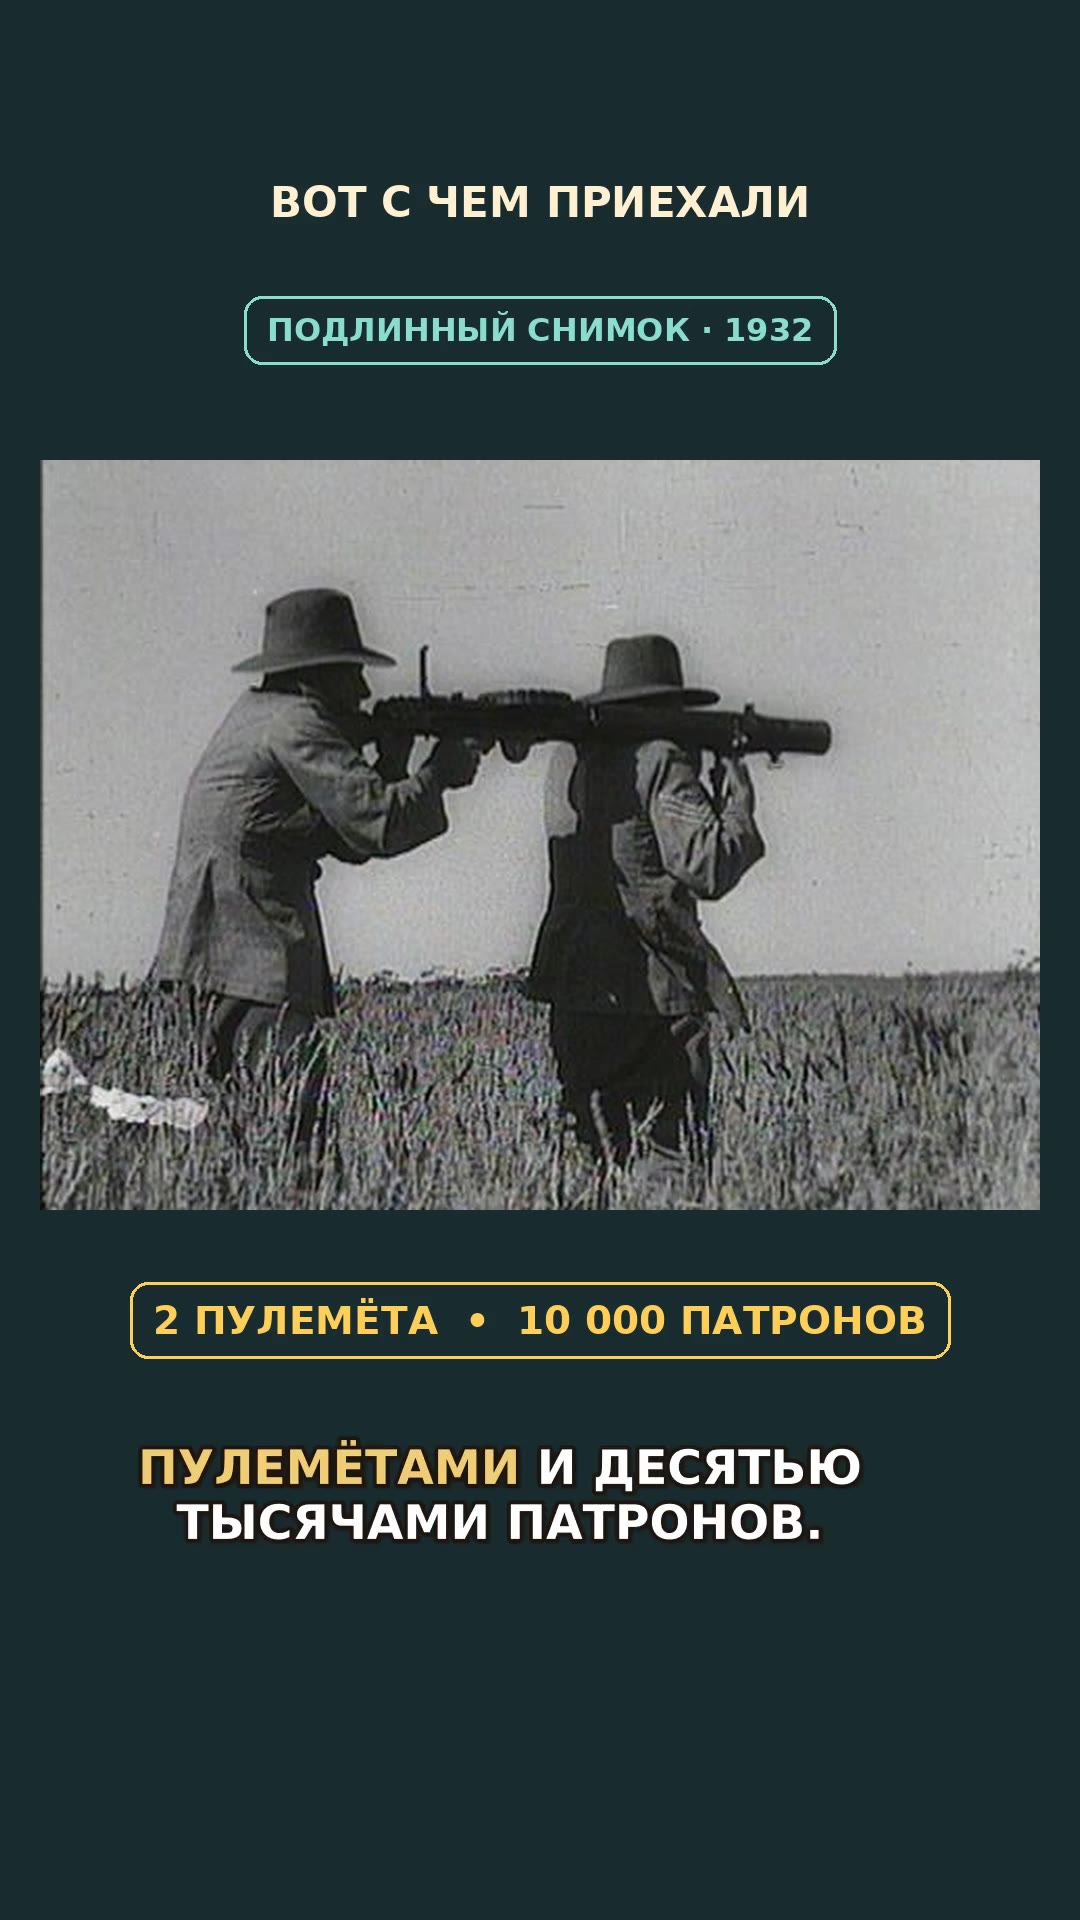 ВОТ С ЧЕМ ПРИЕХАЛИ
ПОДЛИННЫЙ СНИМОК · 1932
2 ПУЛЕМЁТА • 10 000 ПАТРОНОВ
ПУЛЕМЁТАМИ И ДЕСЯТЬЮ
ТЫСЯЧАМИ ПАТРОНОВ.